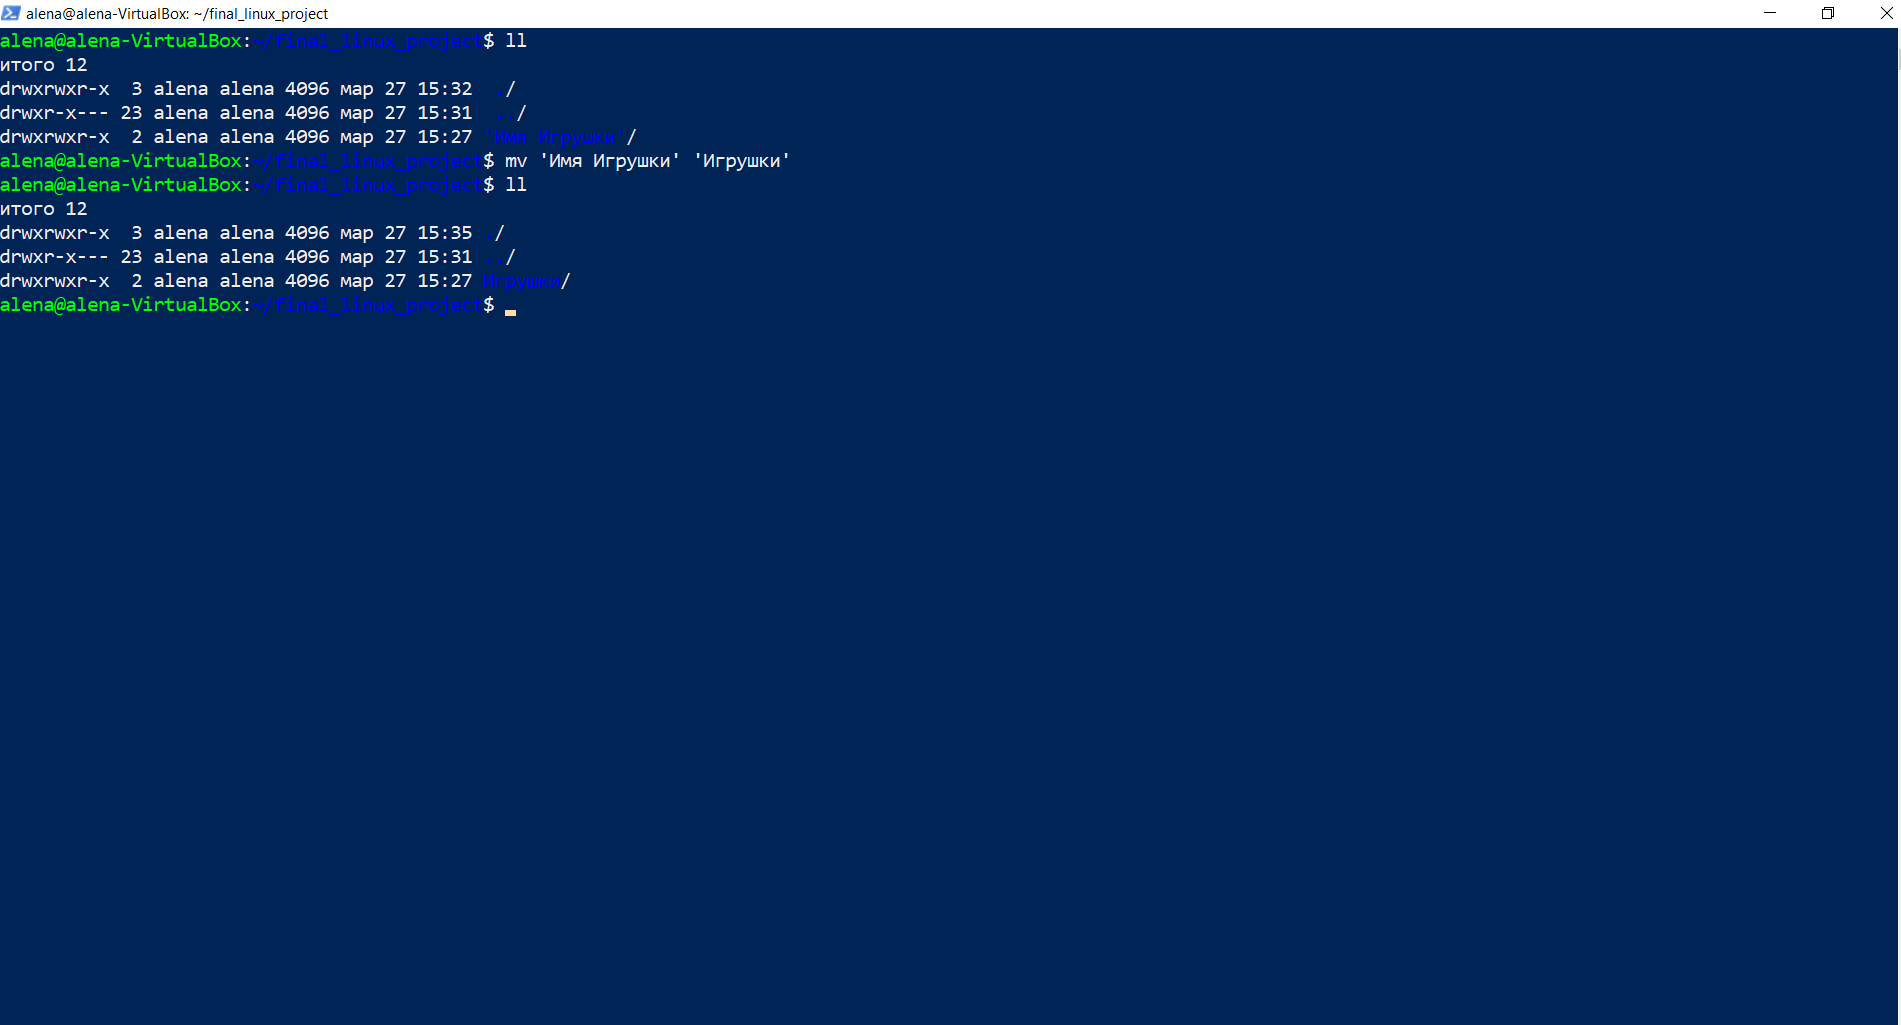 alena@alena-VirtualBox: ~/final_linux_project
alena@alena-VirtualBox:~/final_linux_project$ ll
итого 12
drwxrwxr-x  3 alena alena 4096 мар 27 15:32  ./
drwxr-x--- 23 alena alena 4096 мар 27 15:31  ../
drwxrwxr-x  2 alena alena 4096 мар 27 15:27 'Имя Игрушки'/
alena@alena-VirtualBox:~/final_linux_project$ mv 'Имя Игрушки' 'Игрушки'
alena@alena-VirtualBox:~/final_linux_project$ ll
итого 12
drwxrwxr-x  3 alena alena 4096 мар 27 15:35 ./
drwxr-x--- 23 alena alena 4096 мар 27 15:31 ../
drwxrwxr-x  2 alena alena 4096 мар 27 15:27 Игрушки/
alena@alena-VirtualBox:~/final_linux_project$